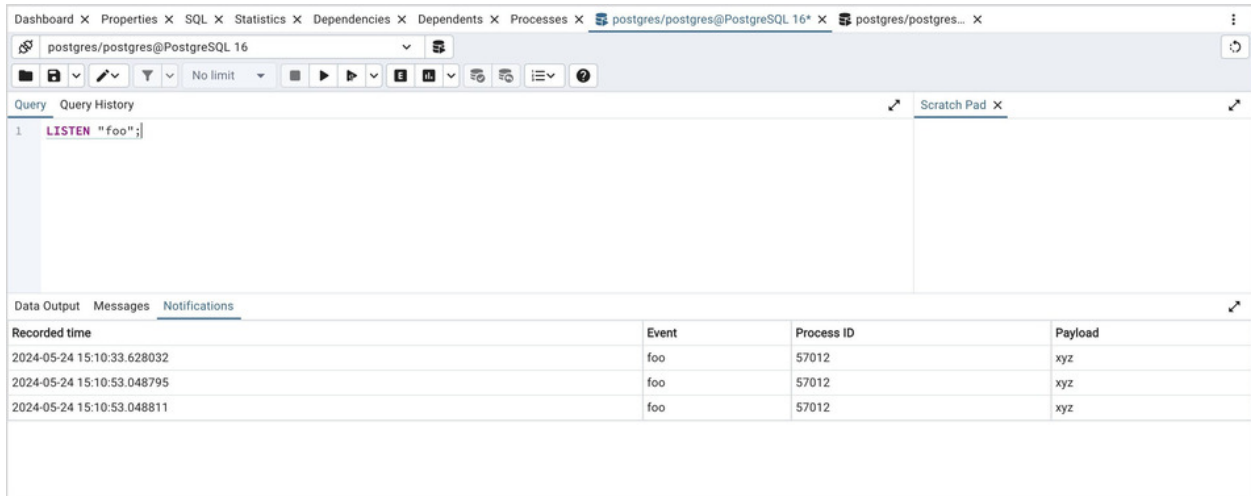 Dashboard Properties SQL Statistics Dependencies Dependents Processes postgres/postgres@PostgreSQL 16* postgres/postgres...
postgres/postgres@PostgreSQL 16
No limit E
Query Query History Scratch Pad
1 LISTEN "foo";
Data Output Messages Notifications
Recorded time Event Process ID Payload
2024-05-24 15:10:33.628032 foo 57012 xyz
2024-05-24 15:10:53.048795 foo 57012 xyz
2024-05-24 15:10:53.048811 foo 57012 xyz